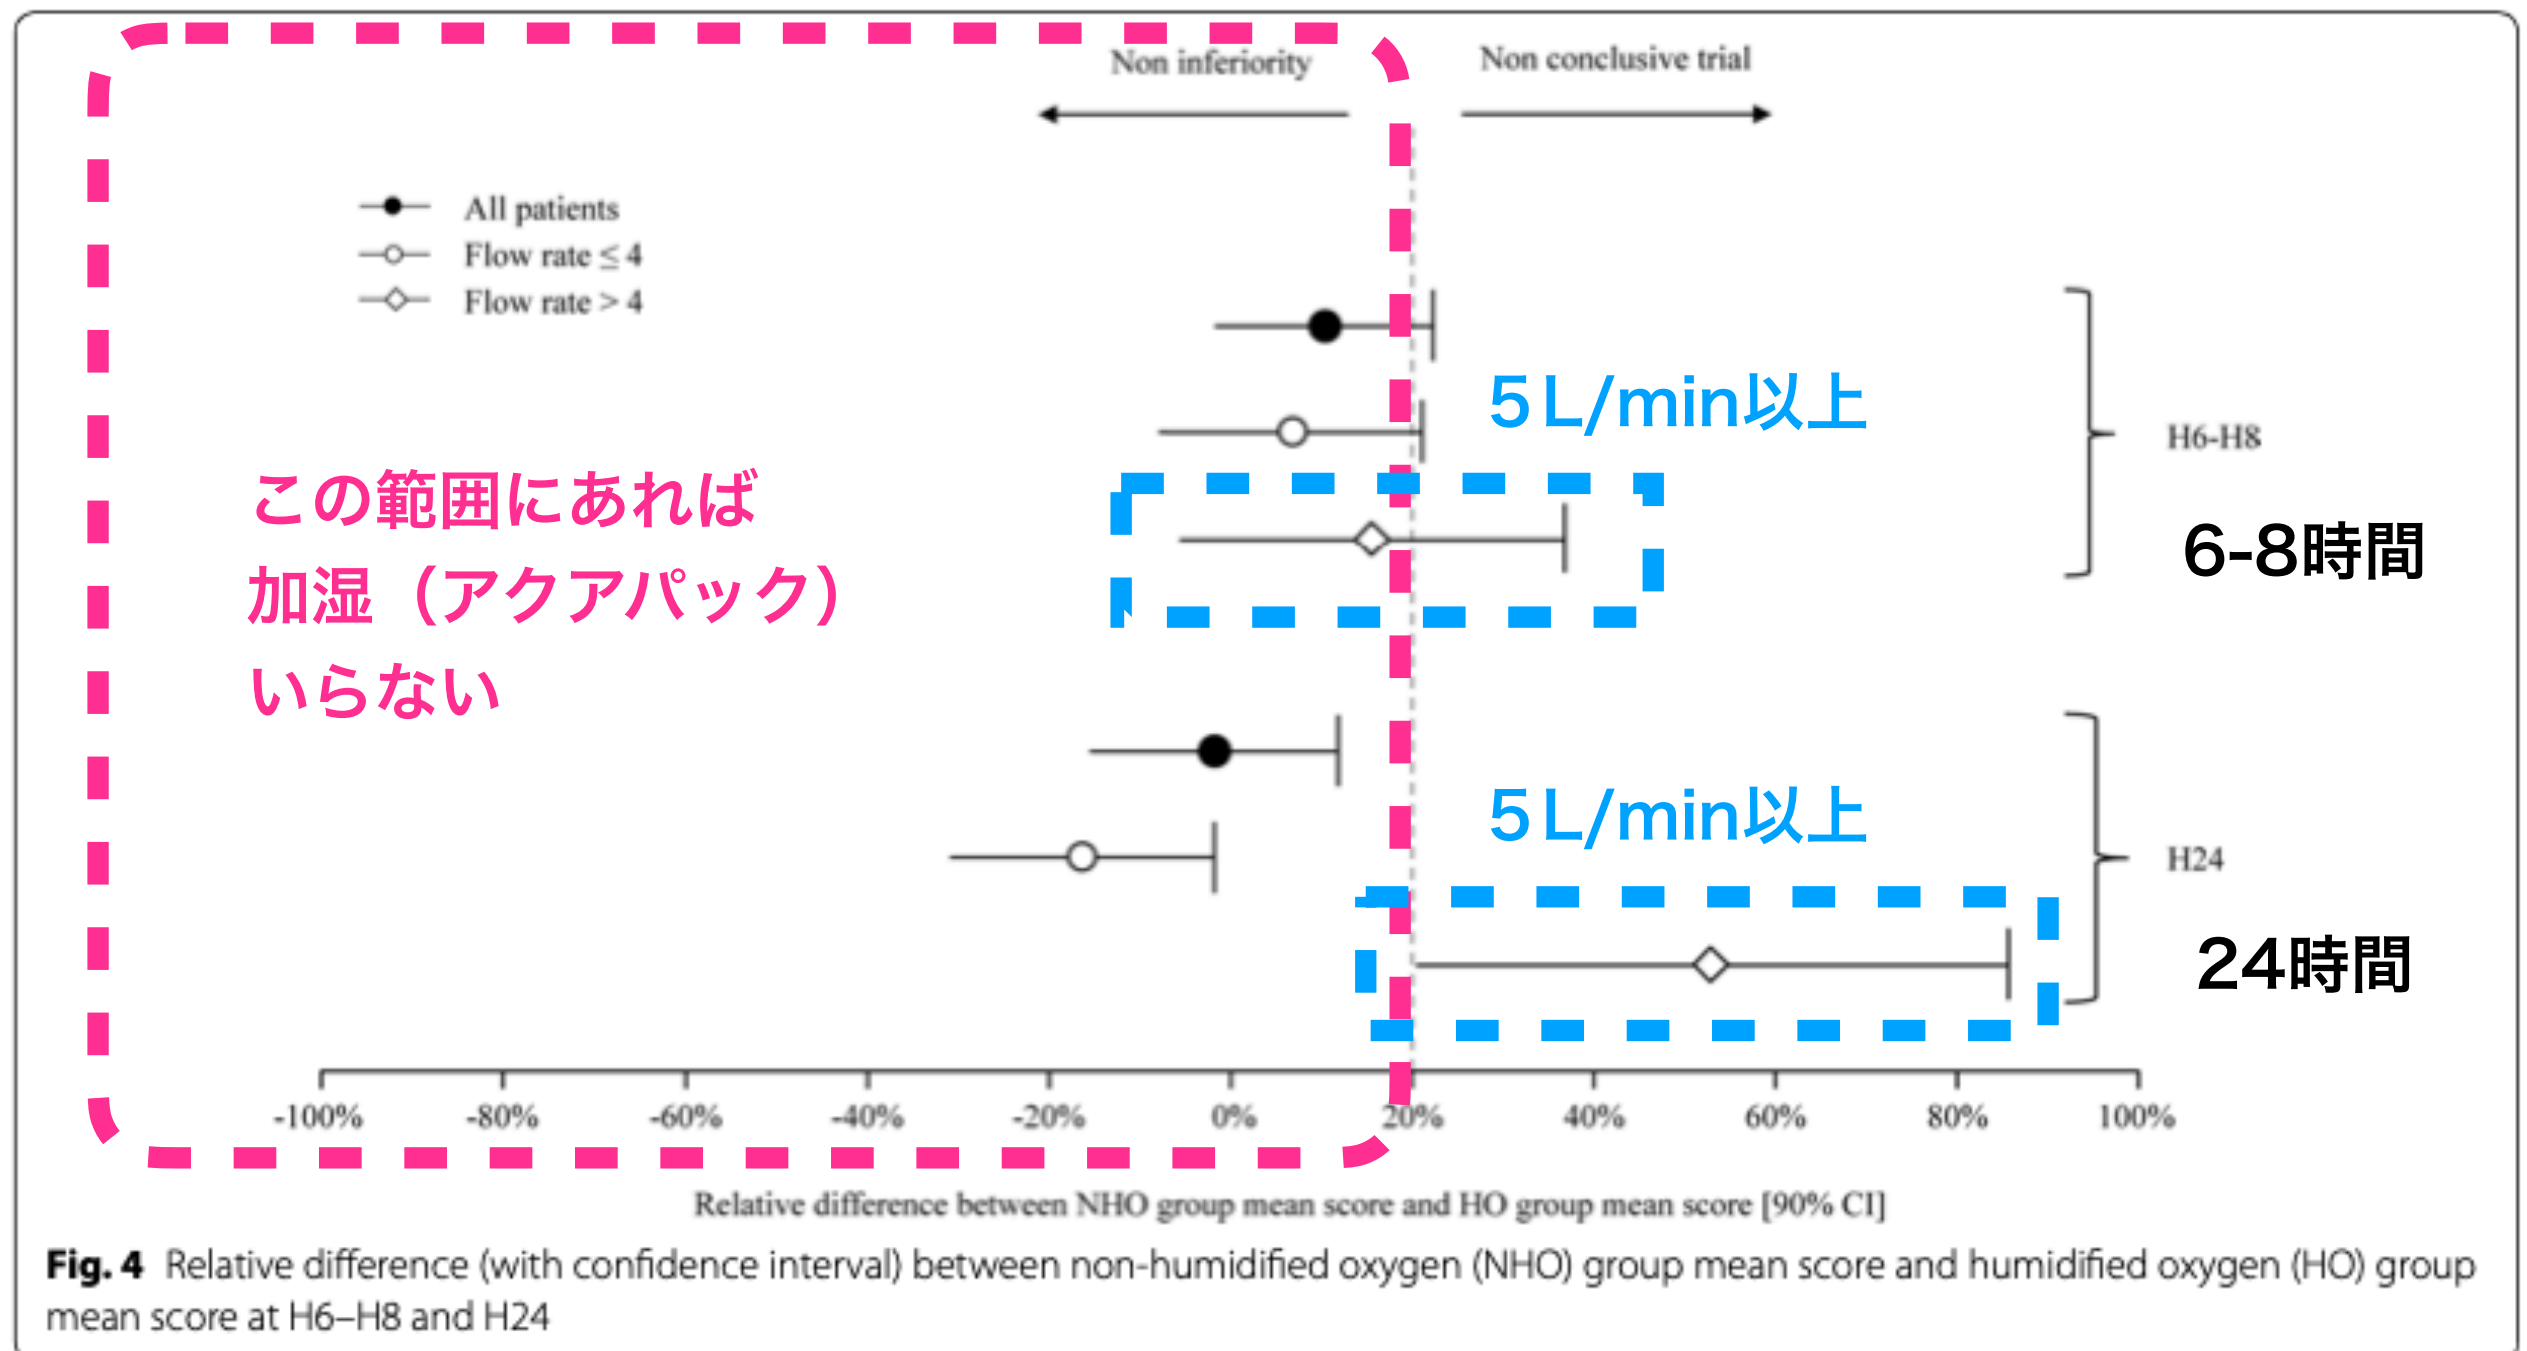 Non inferiority
Non conclusive trial
All patients
Flow rate ≤ 4
Flow rate > 4
5L/min以上
H6-H8
6-8時間
この範囲にあれば
加湿（アクアパック）
いらない
5L/min以上
H24
24時間
-100% -80% -60% -40% -20% 0% 20% 40% 60% 80% 100%
Relative difference between NHO group mean score and HO group mean score [90% CI]
Fig. 4 Relative difference (with confidence interval) between non-humidified oxygen (NHO) group mean score and humidified oxygen (HO) group
mean score at H6–H8 and H24